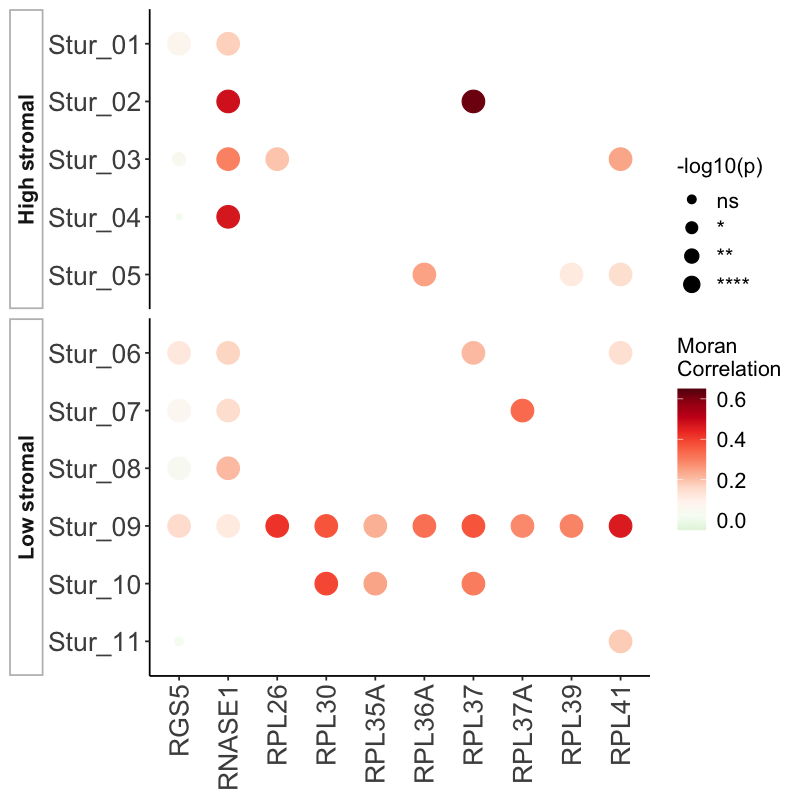 High stromal
Stur_01
Stur_02
Stur_03
Stur_04
Stur_05
Low stromal
Stur_06
Stur_07
Stur_08
Stur_09
Stur_10
Stur_11
RGS5
RNASE1
RPL26
RPL30
RPL35A
RPL36A
RPL37
RPL37A
RPL39
RPL41
-log10(p)
ns
*
**
****
Moran
Correlation
0.6
0.4
0.2
0.0